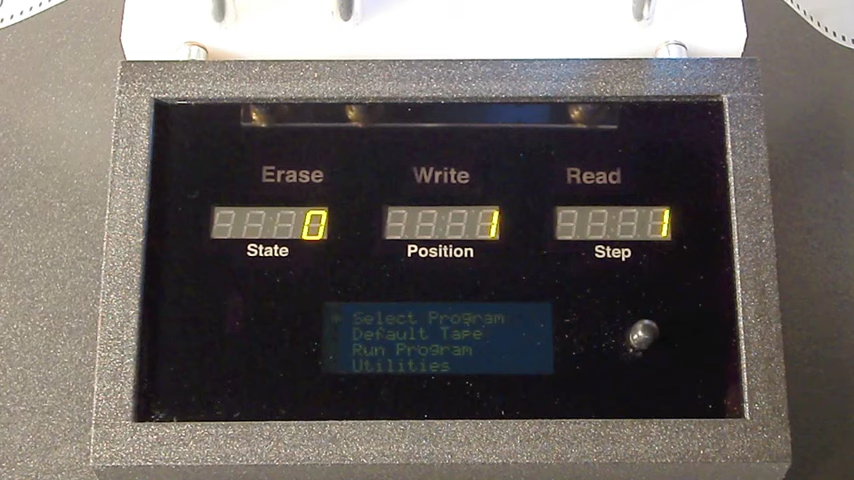 Erase Write Read
0 1 1
State Position Step
Select Program
Default Tape
Run Program
Utilities